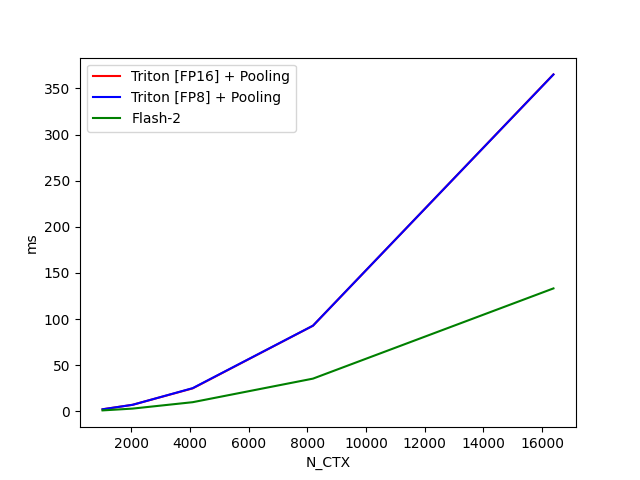 Triton [FP16] + Pooling
Triton [FP8] + Pooling
Flash-2
350
300
250
200
150
100
50
0
ms
2000 4000 6000 8000 10000 12000 14000 16000
N_CTX